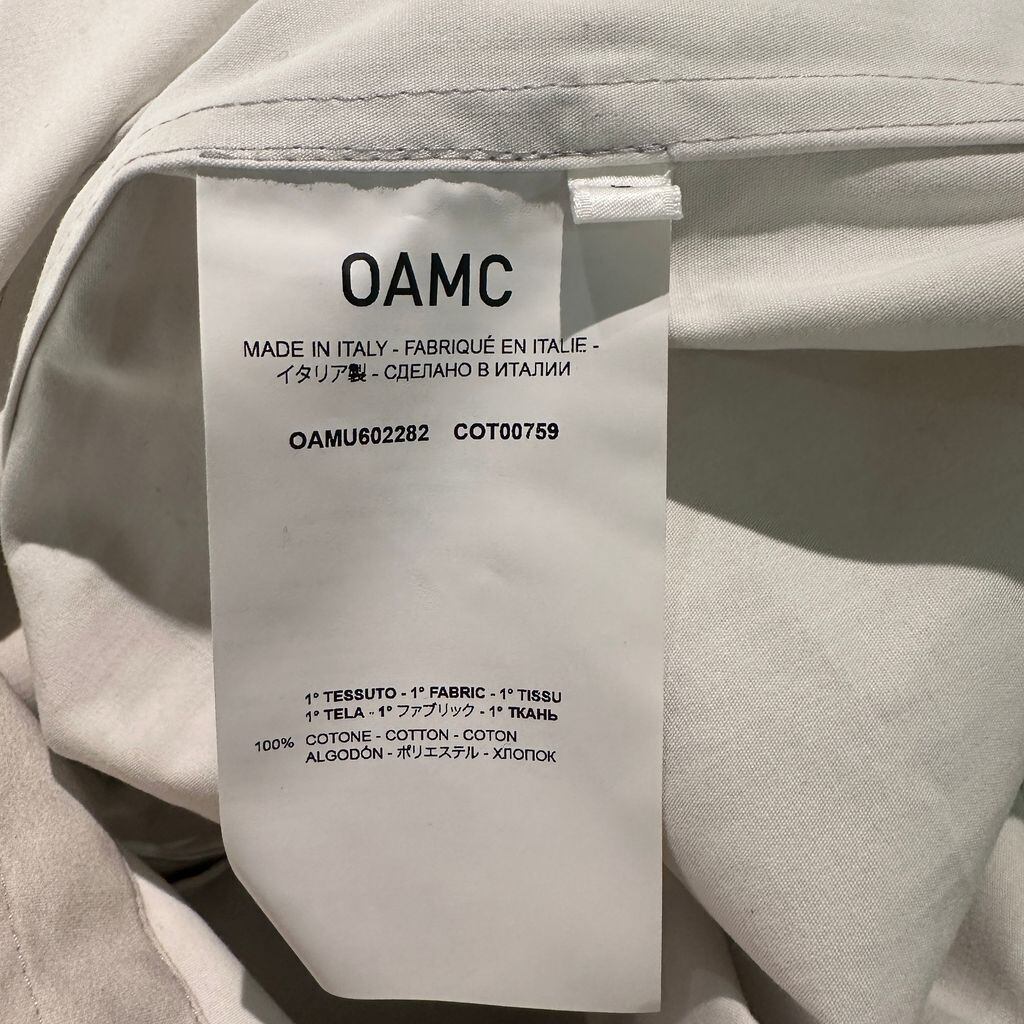 OAMC
MADE IN ITALY - FABRIQUÉ EN ITALIE -
イタリア製 - СДЕЛАНО В ИТАЛИИ
OAMU602282 COT00759
1° TESSUTO - 1° FABRIC - 1° TISSU
1° TELA - 1° ファブリック - 1° ТКАНЬ
100% COTONE - COTTON - COTON
ALGODÓN - ポリエステル - ХЛОПОК